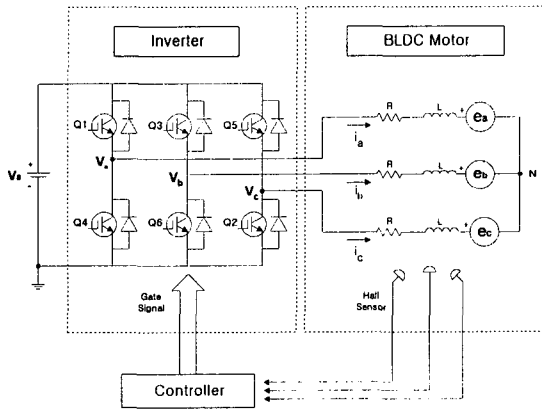 Inverter
BLDC Motor
Q1
Q3
Q5
R
L
+
ea
ia
Va
Vs
+
-
Vb
R
L
+
eb
N
ib
Vc
Q4
Q6
Q2
R
L
+
ec
ic
Gate
Signal
Hall
Sensor
Controller